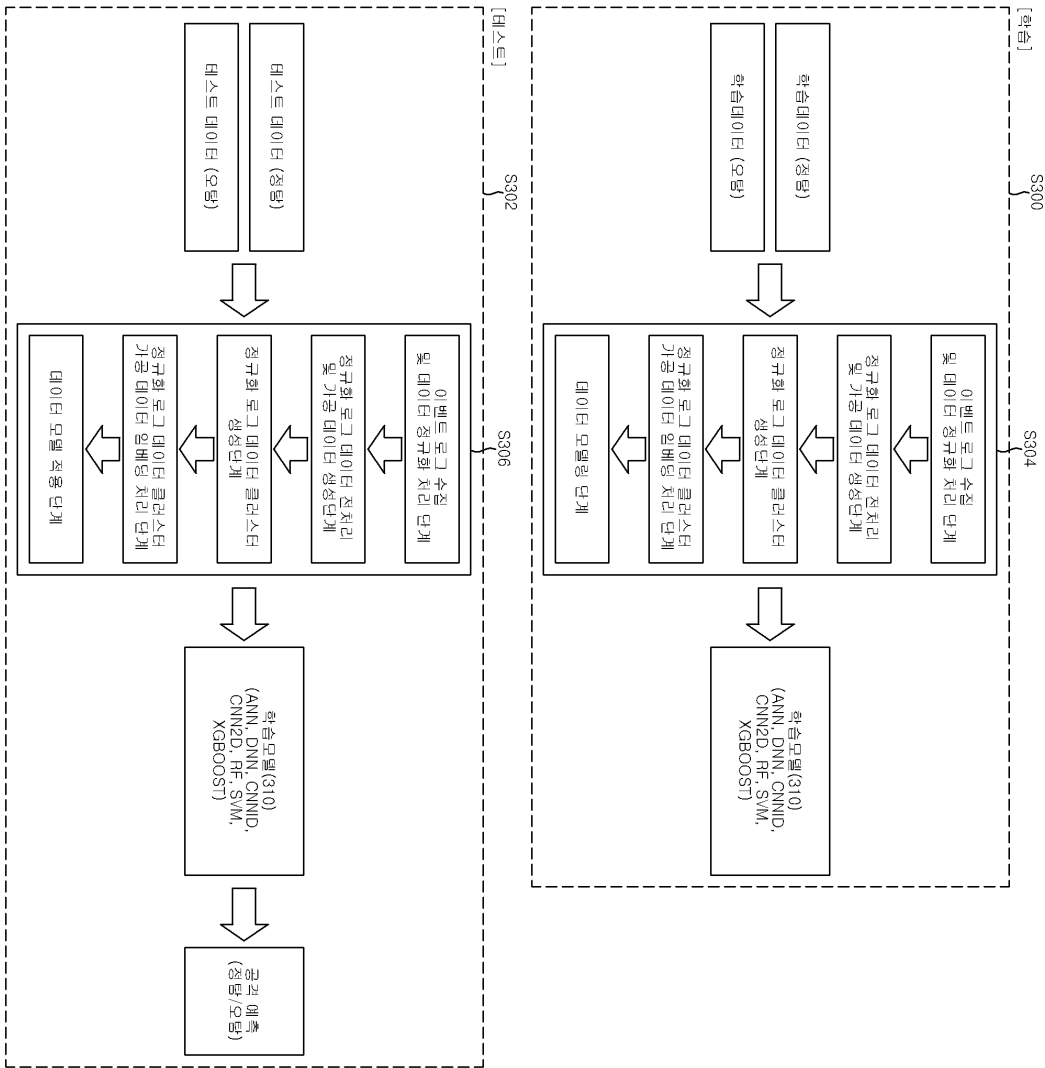 [학습]
S300
학습데이터 (정탐)
학습데이터 (오탐)
S304
이벤트 로그 수집
및 데이터 정규화 처리 단계
정규화 로그 데이터 전처리
및 가공 데이터 생성단계
정규화 로그 데이터 클러스터
생성단계
정규화 로그 데이터 클러스터
가공 데이터 임베딩 처리 단계
데이터 모델링 단계
학습모델(310)
(ANN, DNN, CNNID,
CNN2D, RF, SVM,
XGBOOST)
[테스트]
S302
테스트 데이터 (정탐)
테스트 데이터 (오탐)
S306
이벤트 로그 수집
및 데이터 정규화 처리 단계
정규화 로그 데이터 전처리
및 가공 데이터 생성단계
정규화 로그 데이터 클러스터
생성단계
정규화 로그 데이터 클러스터
가공 데이터 임베딩 처리 단계
데이터 모델 적용 단계
학습모델(310)
(ANN, DNN, CNNID,
CNN2D, RF, SVM,
XGBOOST)
공격 예측
(정탐/오탐)